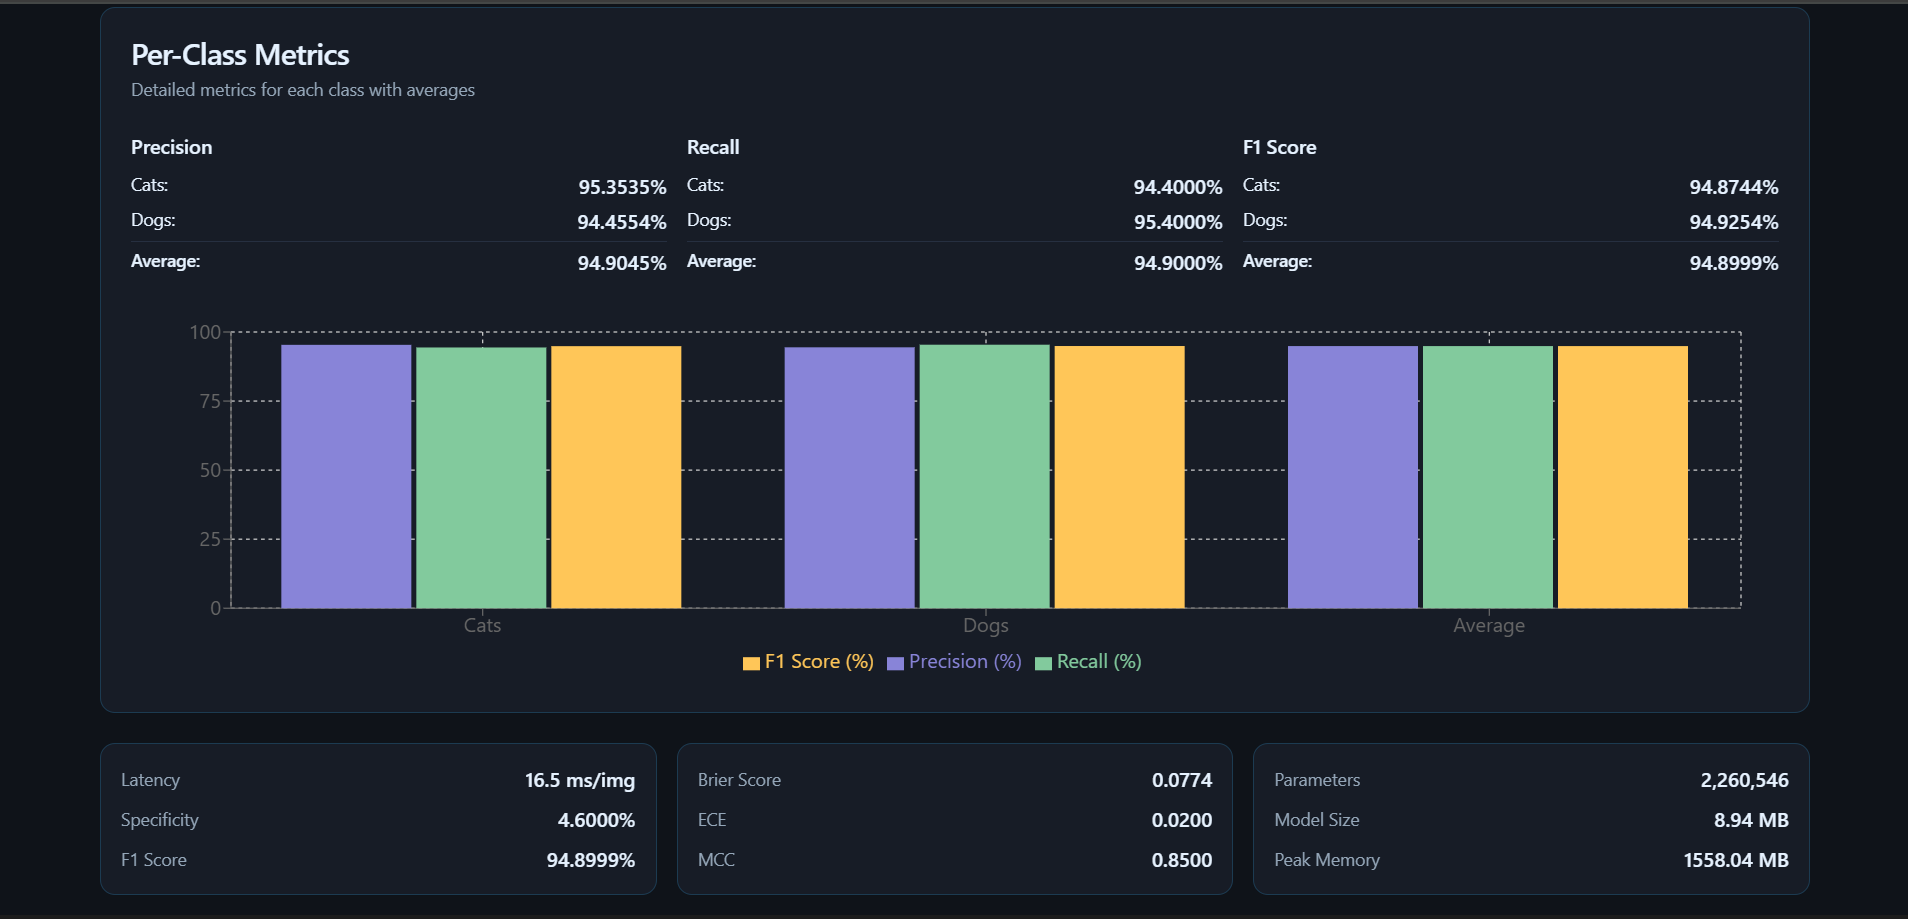 Per-Class Metrics
Detailed metrics for each class with averages
Precision
Cats: 95.3535%
Dogs: 94.4554%
Average: 94.9045%
Recall
Cats: 94.4000%
Dogs: 95.4000%
Average: 94.9000%
F1 Score
Cats: 94.8744%
Dogs: 94.9254%
Average: 94.8999%
100
75
50
25
0
Cats Dogs Average
F1 Score (%) Precision (%) Recall (%)
Latency 16.5 ms/img
Specificity 4.6000%
F1 Score 94.8999%
Brier Score 0.0774
ECE 0.0200
MCC 0.8500
Parameters 2,260,546
Model Size 8.94 MB
Peak Memory 1558.04 MB